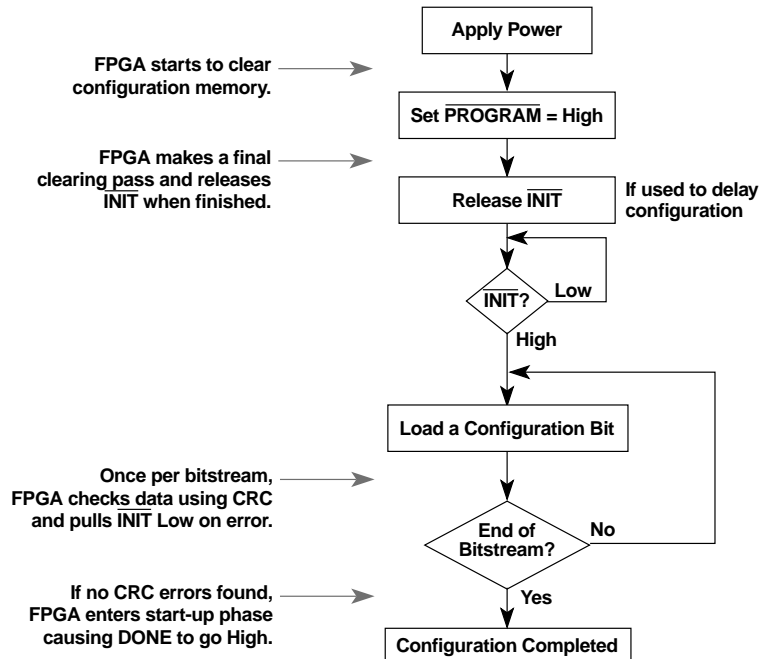 Apply Power
FPGA starts to clear
configuration memory.
Set PROGRAM = High
FPGA makes a final
clearing pass and releases
INIT when finished.
Release INIT
If used to delay
configuration
INIT?
Low
High
Load a Configuration Bit
Once per bitstream,
FPGA checks data using CRC
and pulls INIT Low on error.
End of
Bitstream?
No
Yes
If no CRC errors found,
FPGA enters start-up phase
causing DONE to go High.
Configuration Completed